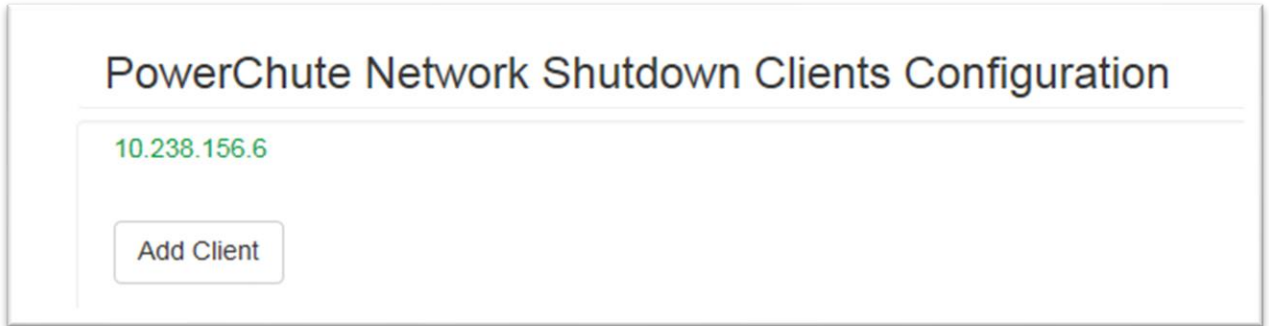 PowerChute Network Shutdown Clients Configuration
10.238.156.6
Add Client